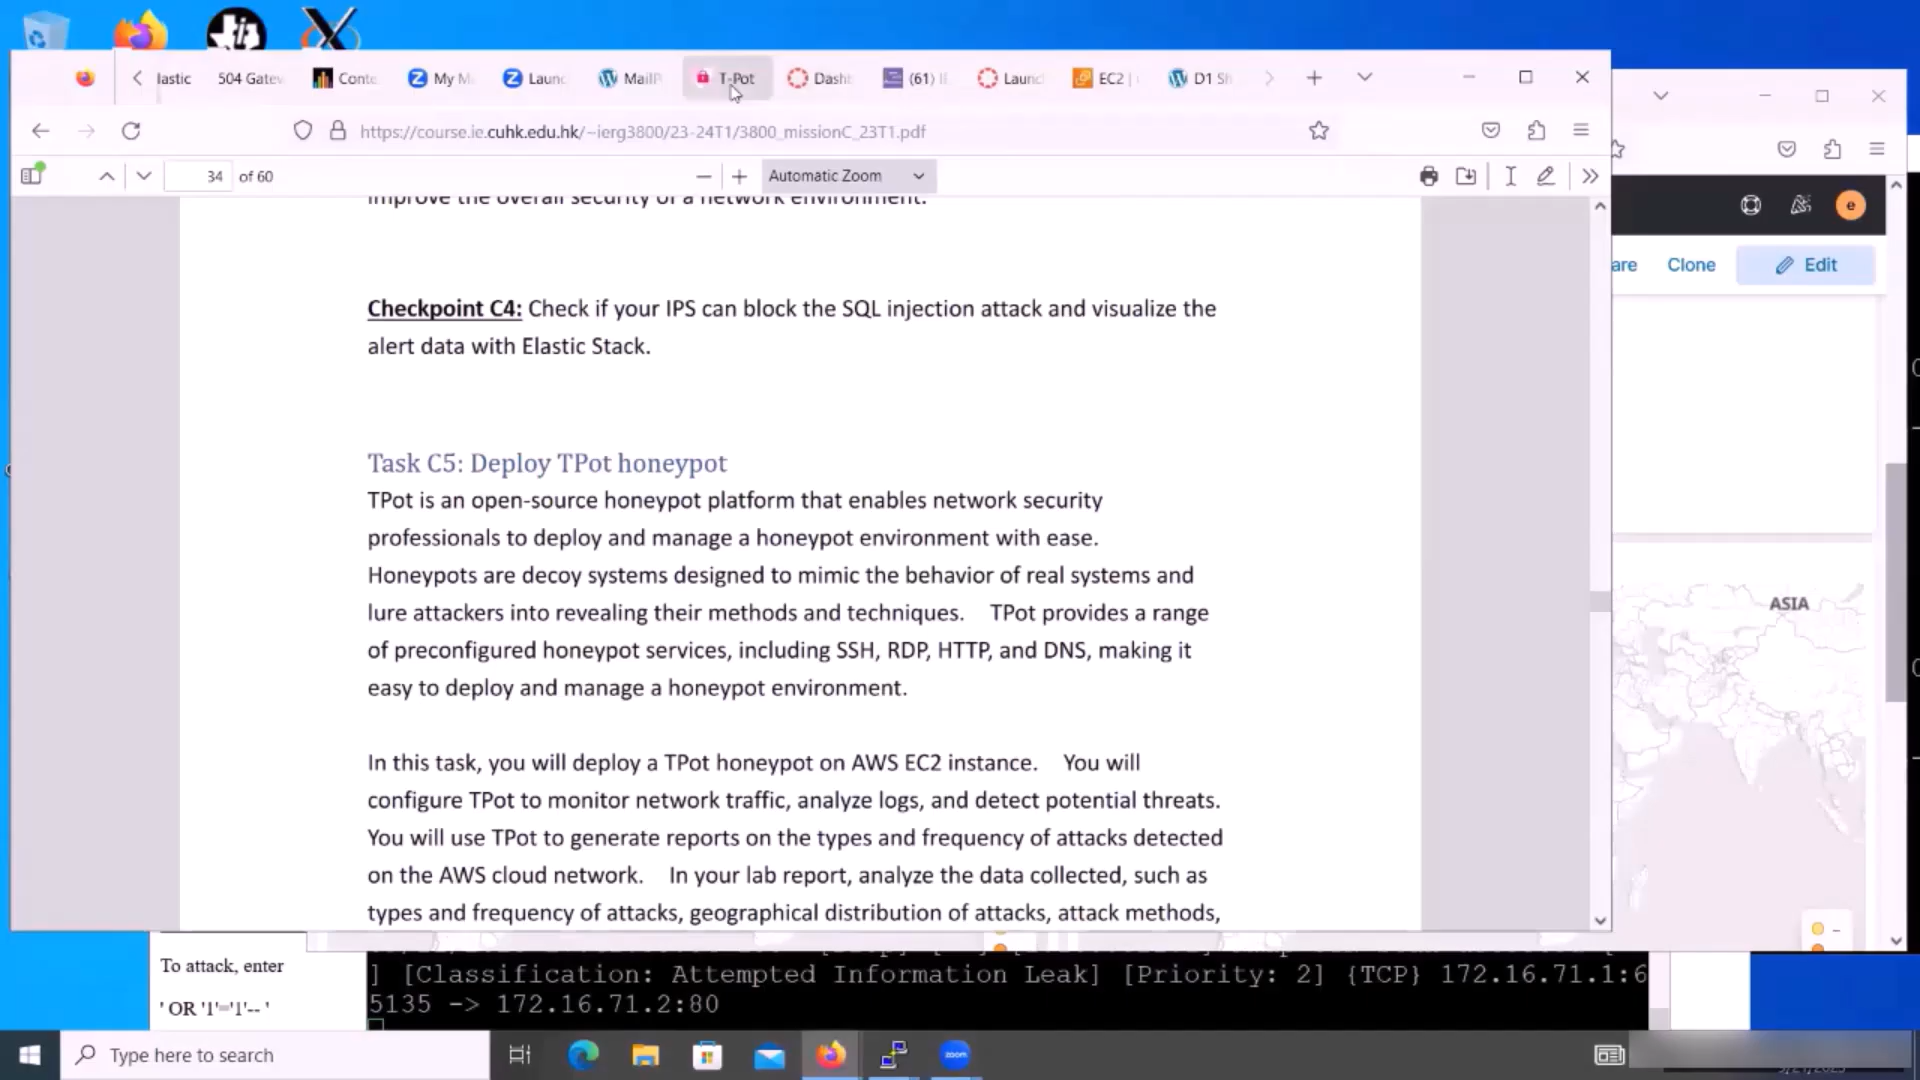 lastic
504 Gatew
Conte
My M
Launc
MailP
T-Pot
Dashb
(61) I
Launc
EC2 |
D1 Sh
https://course.ie.cuhk.edu.hk/~ierg3800/23-24T1/3800_missionC_23T1.pdf
34 of 60
Automatic Zoom
improve the overall security of a network environment.
Checkpoint C4: Check if your IPS can block the SQL injection attack and visualize the
alert data with Elastic Stack.
Task C5: Deploy TPot honeypot
TPot is an open-source honeypot platform that enables network security
professionals to deploy and manage a honeypot environment with ease.
Honeypots are decoy systems designed to mimic the behavior of real systems and
lure attackers into revealing their methods and techniques. TPot provides a range
of preconfigured honeypot services, including SSH, RDP, HTTP, and DNS, making it
easy to deploy and manage a honeypot environment.
In this task, you will deploy a TPot honeypot on AWS EC2 instance. You will
configure TPot to monitor network traffic, analyze logs, and detect potential threats.
You will use TPot to generate reports on the types and frequency of attacks detected
on the AWS cloud network. In your lab report, analyze the data collected, such as
types and frequency of attacks, geographical distribution of attacks, attack methods,
e
are Clone Edit
ASIA
To attack, enter
' OR '1'='1'-- '
] [Classification: Attempted Information Leak] [Priority: 2] {TCP} 172.16.71.1:6
5135 -> 172.16.71.2:80
Type here to search
zoom